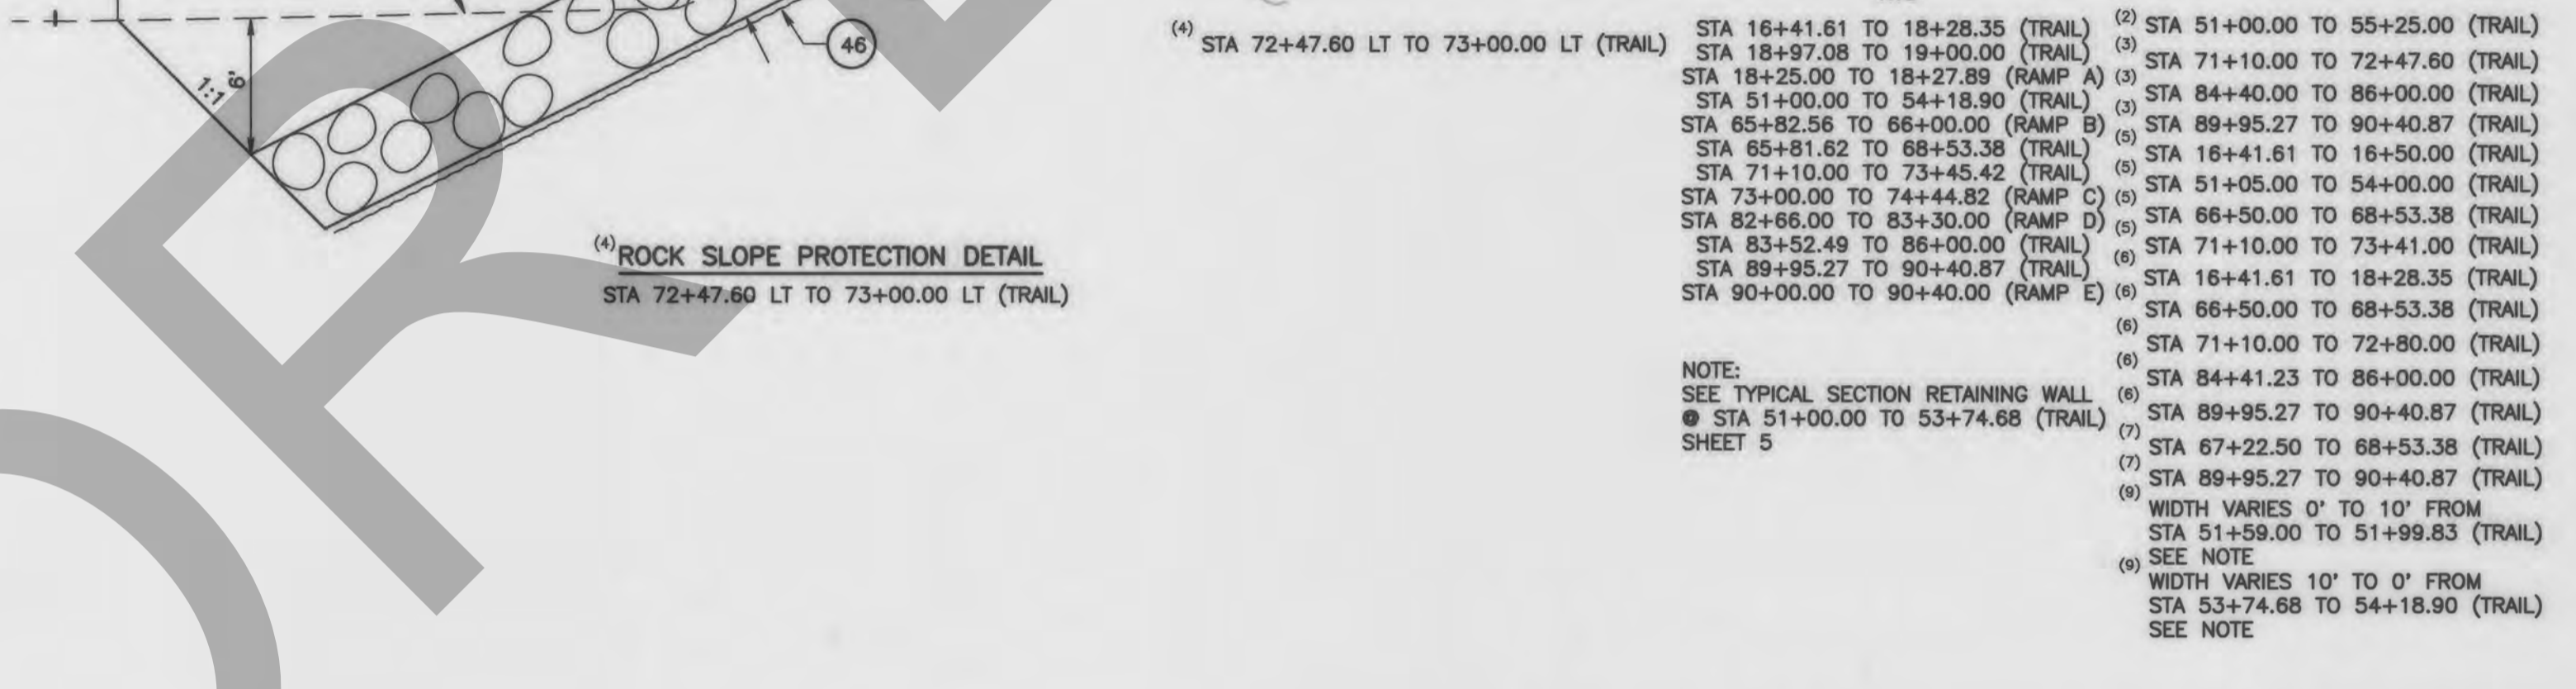 1:1
6'
46
(4) ROCK SLOPE PROTECTION DETAIL
STA 72+47.60 LT TO 73+00.00 LT (TRAIL)
(4) STA 72+47.60 LT TO 73+00.00 LT (TRAIL)
STA 16+41.61 TO 18+28.35 (TRAIL)
STA 18+97.08 TO 19+00.00 (TRAIL)
STA 18+25.00 TO 18+27.89 (RAMP A)
STA 51+00.00 TO 54+18.90 (TRAIL)
STA 65+82.56 TO 66+00.00 (RAMP B)
STA 65+81.62 TO 68+53.38 (TRAIL)
STA 71+10.00 TO 73+45.42 (TRAIL)
STA 73+00.00 TO 74+44.82 (RAMP C)
STA 82+66.00 TO 83+30.00 (RAMP D)
STA 83+52.49 TO 86+00.00 (TRAIL)
STA 89+95.27 TO 90+40.87 (TRAIL)
STA 90+00.00 TO 90+40.00 (RAMP E)
NOTE:
SEE TYPICAL SECTION RETAINING WALL
@ STA 51+00.00 TO 53+74.68 (TRAIL)
SHEET 5
(2) STA 51+00.00 TO 55+25.00 (TRAIL)
(3) STA 71+10.00 TO 72+47.60 (TRAIL)
(3) STA 84+40.00 TO 86+00.00 (TRAIL)
(3) STA 89+95.27 TO 90+40.87 (TRAIL)
(5) STA 16+41.61 TO 16+50.00 (TRAIL)
(5) STA 51+05.00 TO 54+00.00 (TRAIL)
(5) STA 66+50.00 TO 68+53.38 (TRAIL)
(5) STA 71+10.00 TO 73+41.00 (TRAIL)
(6) STA 16+41.61 TO 18+28.35 (TRAIL)
(6) STA 66+50.00 TO 68+53.38 (TRAIL)
(6) STA 71+10.00 TO 72+80.00 (TRAIL)
(6) STA 84+41.23 TO 86+00.00 (TRAIL)
(6) STA 89+95.27 TO 90+40.87 (TRAIL)
(7) STA 67+22.50 TO 68+53.38 (TRAIL)
(7) STA 89+95.27 TO 90+40.87 (TRAIL)
(9) WIDTH VARIES 0' TO 10' FROM
STA 51+59.00 TO 51+99.83 (TRAIL)
SEE NOTE
(9) WIDTH VARIES 10' TO 0' FROM
STA 53+74.68 TO 54+18.90 (TRAIL)
SEE NOTE